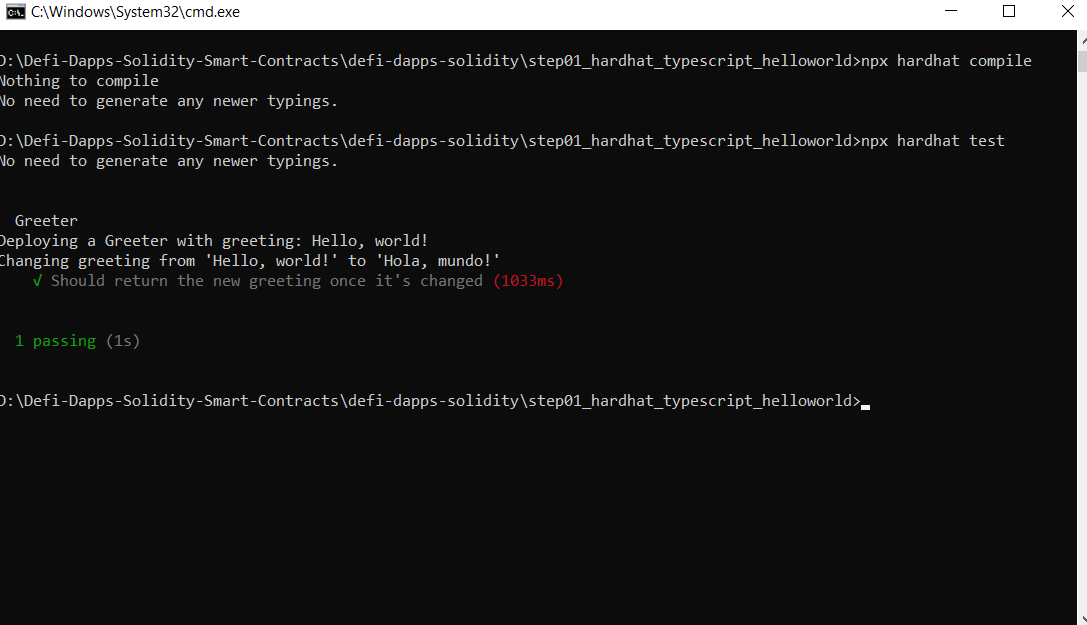 C:\Windows\System32\cmd.exe
D:\Defi-Dapps-Solidity-Smart-Contracts\defi-dapps-solidity\step01_hardhat_typescript_helloworld>npx hardhat compile
Nothing to compile
No need to generate any newer typings.
D:\Defi-Dapps-Solidity-Smart-Contracts\defi-dapps-solidity\step01_hardhat_typescript_helloworld>npx hardhat test
No need to generate any newer typings.
Greeter
Deploying a Greeter with greeting: Hello, world!
Changing greeting from 'Hello, world!' to 'Hola, mundo!'
√ Should return the new greeting once it's changed (1033ms)
1 passing (1s)
D:\Defi-Dapps-Solidity-Smart-Contracts\defi-dapps-solidity\step01_hardhat_typescript_helloworld>